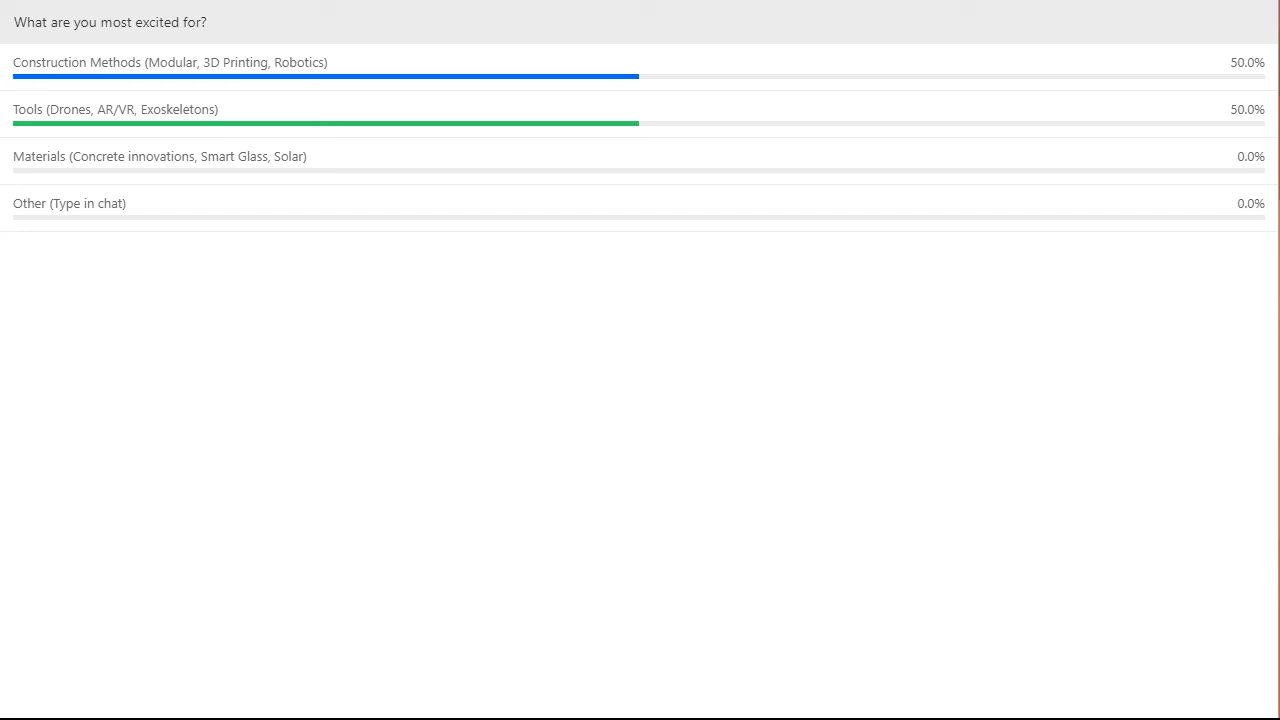 What are you most excited for?
Construction Methods (Modular, 3D Printing, Robotics) 50.0%
Tools (Drones, AR/VR, Exoskeletons) 50.0%
Materials (Concrete innovations, Smart Glass, Solar) 0.0%
Other (Type in chat) 0.0%